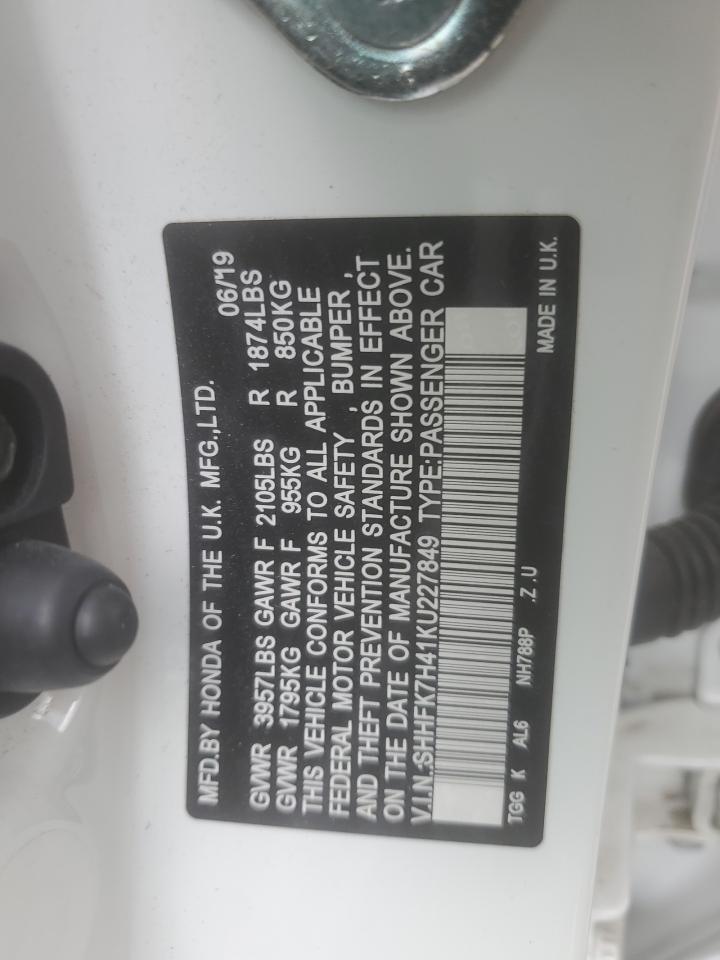 MFD.BY HONDA OF THE U.K. MFG.,LTD. 06/'19
GVWR 3957LBS GAWR F 2105LBS R 1874LBS
GVWR 1795KG GAWR F 955KG R 850KG
THIS VEHICLE CONFORMS TO ALL APPLICABLE
FEDERAL MOTOR VEHICLE SAFETY , BUMPER ,
AND THEFT PREVENTION STANDARDS IN EFFECT
ON THE DATE OF MANUFACTURE SHOWN ABOVE.
V.I.N.:SHHFK7H41KU227849 TYPE:PASSENGER CAR
TGG K AL6 NH788P .Z .U MADE IN U.K.